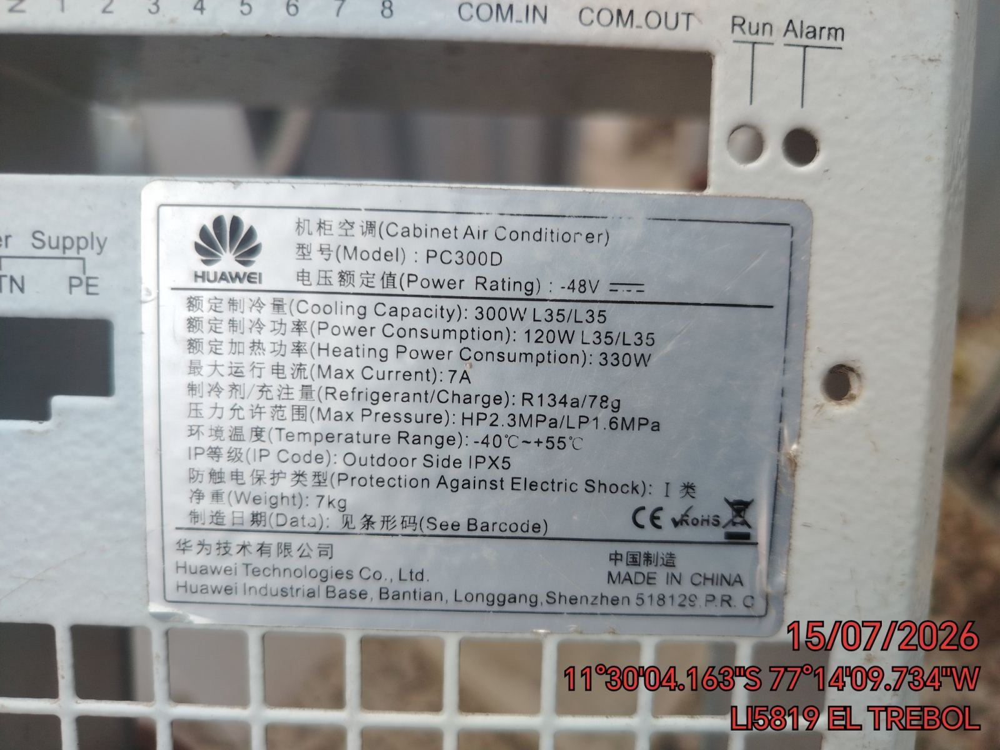 1 2 3 4 5 6 7 8 COM_IN COM_OUT Run Alarm
Supply
PE
HUAWEI
机柜空调(Cabinet Air Conditioner)
型号(Model) : PC300D
电压额定值(Power Rating) : -48V
额定制冷量(Cooling Capacity): 300W L35/L35
额定制冷功率(Power Consumption): 120W L35/L35
额定加热功率(Heating Power Consumption): 330W
最大运行电流(Max Current): 7A
制冷剂/充注量(Refrigerant/Charge): R134a/78g
压力允许范围(Max Pressure): HP2.3MPa/LP1.6MPa
环境温度(Temperature Range): -40℃~+55℃
IP等级(IP Code): Outdoor Side IPX5
防触电保护类型(Protection Against Electric Shock): I 类
净重(Weight): 7kg
制造日期(Data): 见条形码(See Barcode)
CE RoHS
华为技术有限公司
Huawei Technologies Co., Ltd.
中国制造
MADE IN CHINA
Huawei Industrial Base, Bantian, Longgang, Shenzhen 518129, P.R. C
15/07/2026
11°30'04.163"S 77°14'09.734"W
LI5819 EL TREBOL